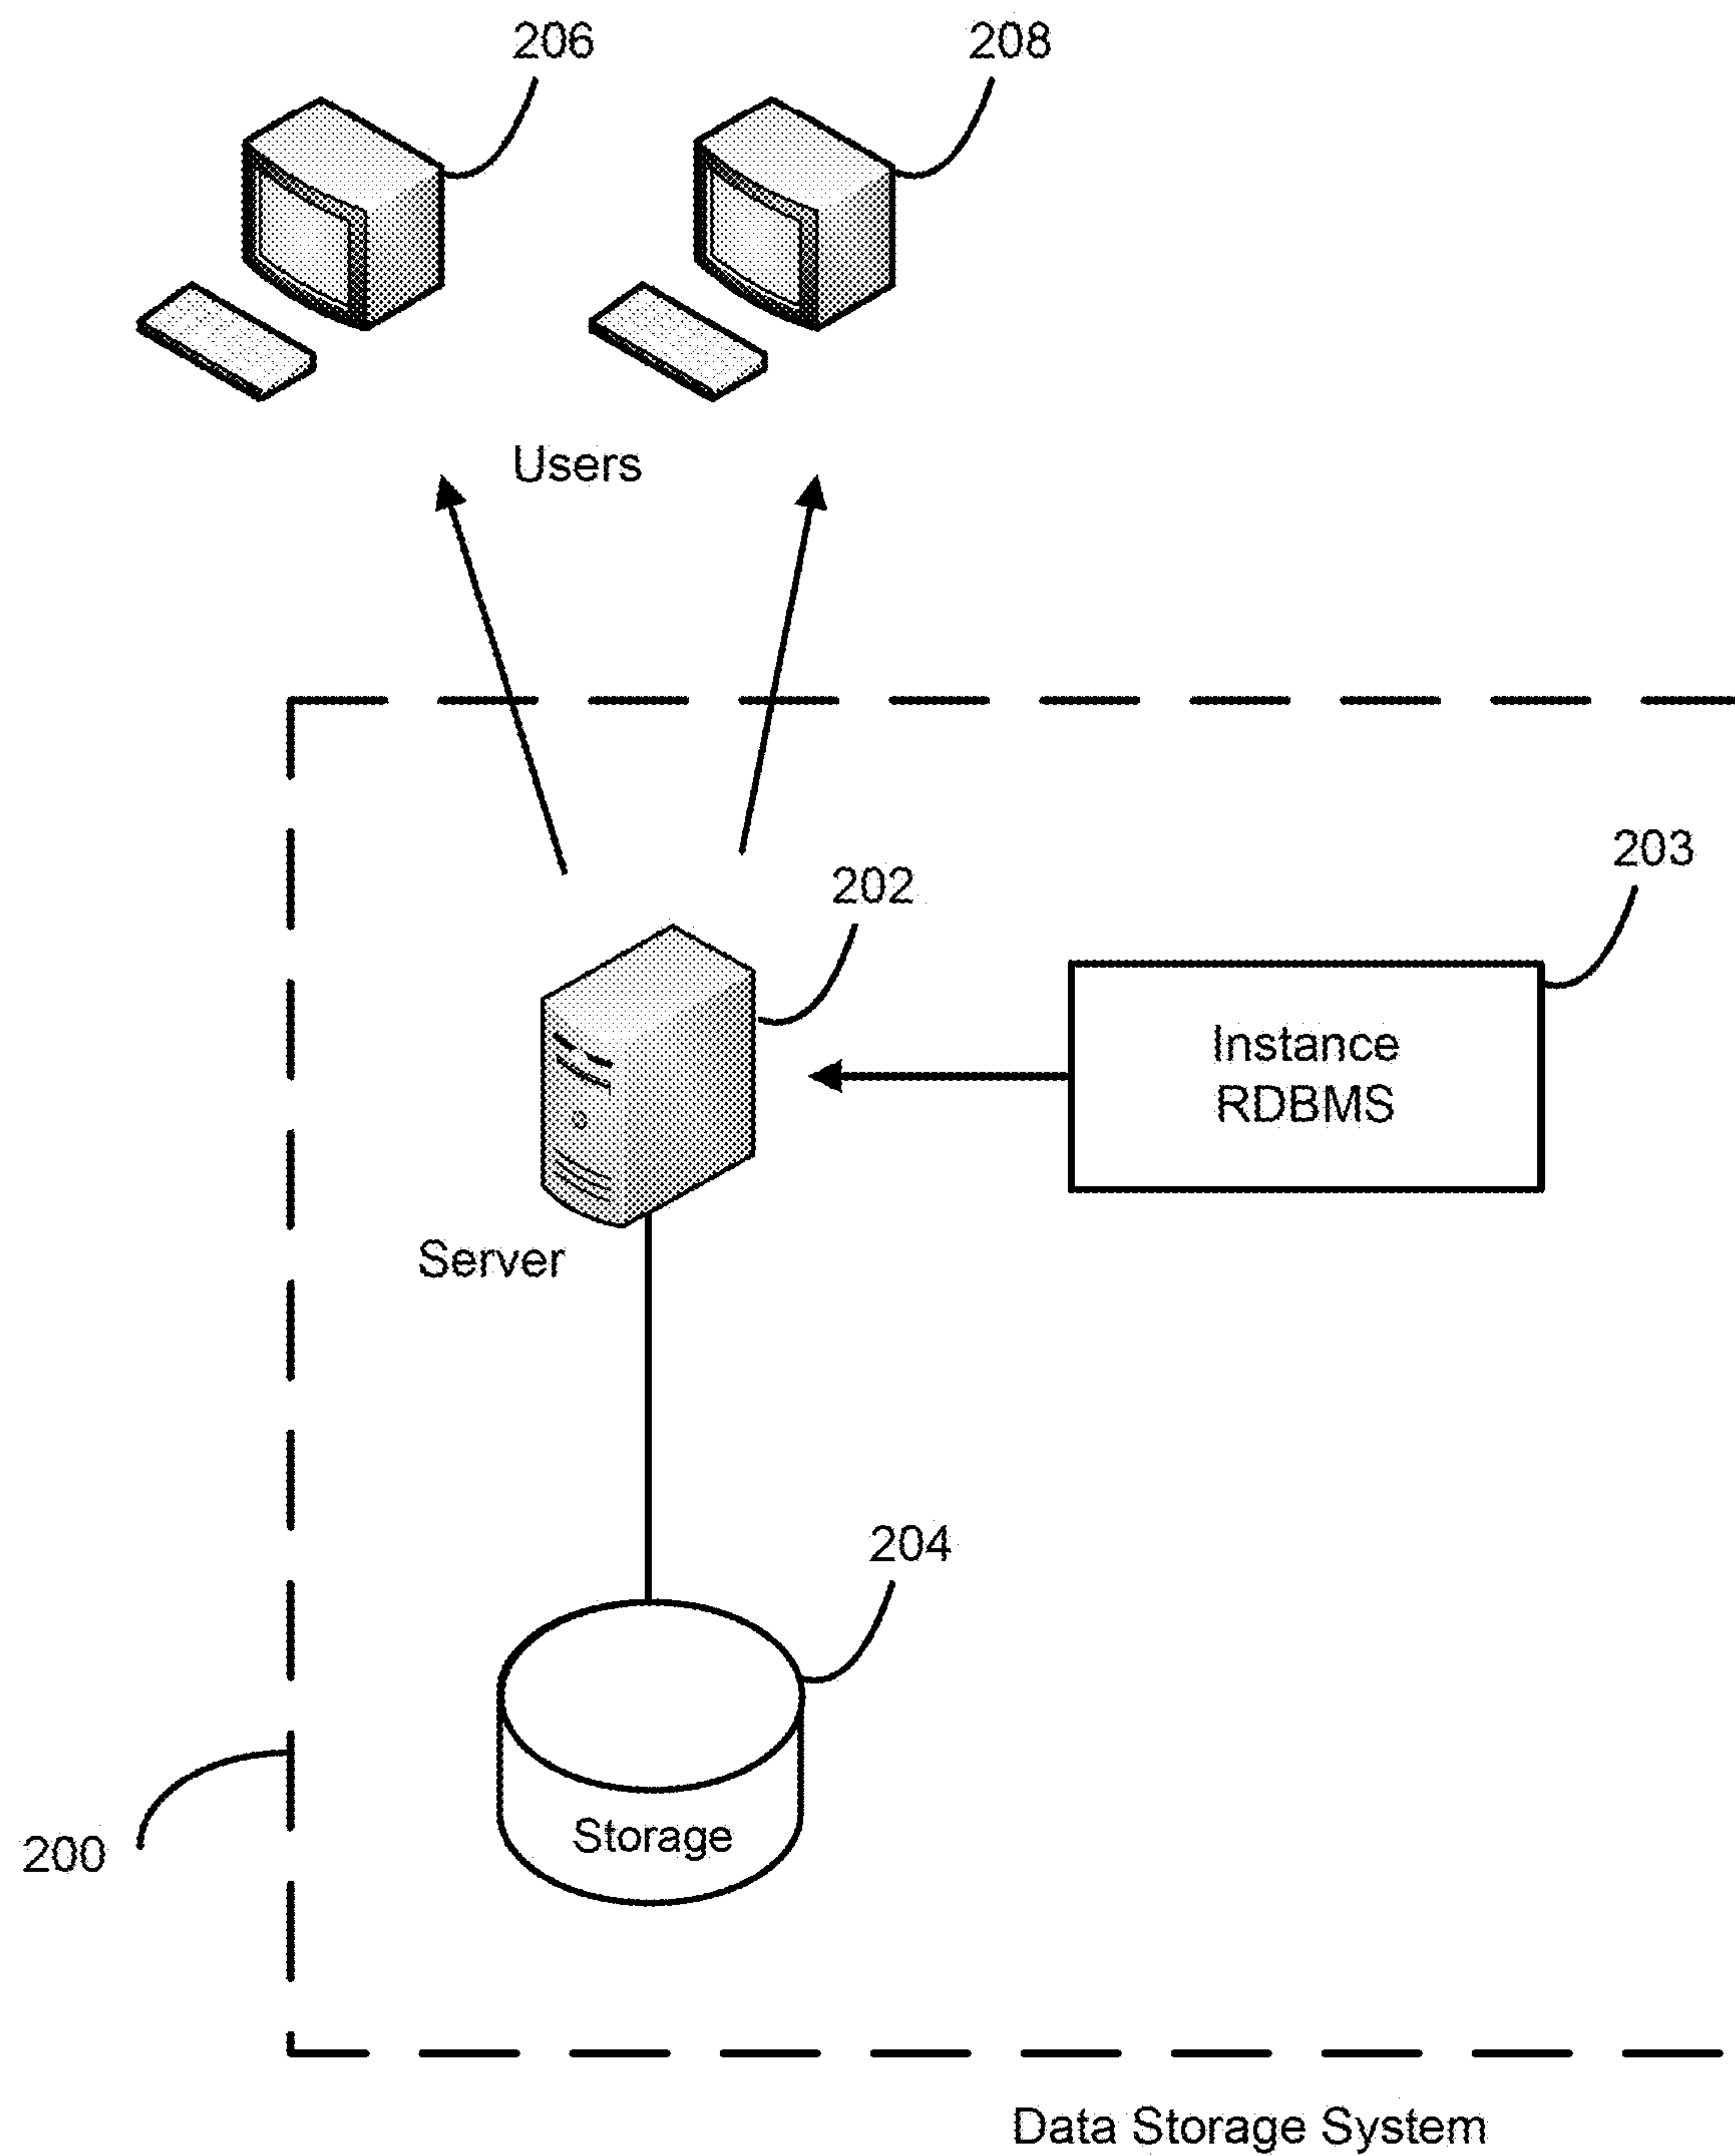 206
208
Users
202
203
Instance
RDBMS
Server
204
Storage
200
Data Storage System